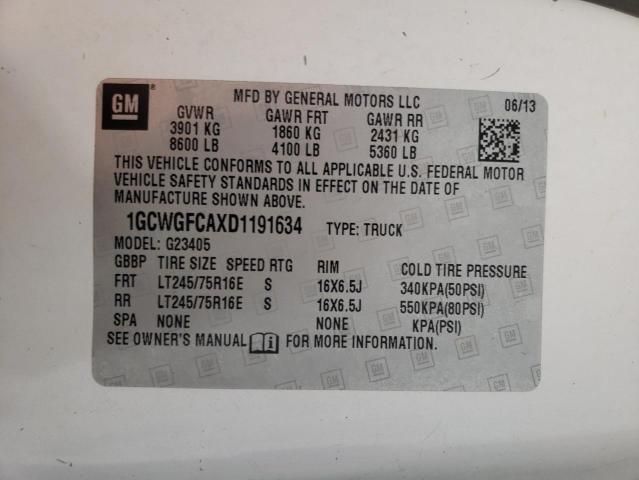 GM
MFD BY GENERAL MOTORS LLC 06/13
GVWR GAWR FRT GAWR RR
3901 KG 1860 KG 2431 KG
8600 LB 4100 LB 5360 LB
THIS VEHICLE CONFORMS TO ALL APPLICABLE U.S. FEDERAL MOTOR
VEHICLE SAFETY STANDARDS IN EFFECT ON THE DATE OF
MANUFACTURE SHOWN ABOVE.
1GCWGFCAXD1191634 TYPE: TRUCK
MODEL: G23405
GBBP TIRE SIZE SPEED RTG RIM COLD TIRE PRESSURE
FRT LT245/75R16E S 16X6.5J 340KPA(50PSI)
RR LT245/75R16E S 16X6.5J 550KPA(80PSI)
SPA NONE NONE KPA(PSI)
SEE OWNER'S MANUAL FOR MORE INFORMATION.